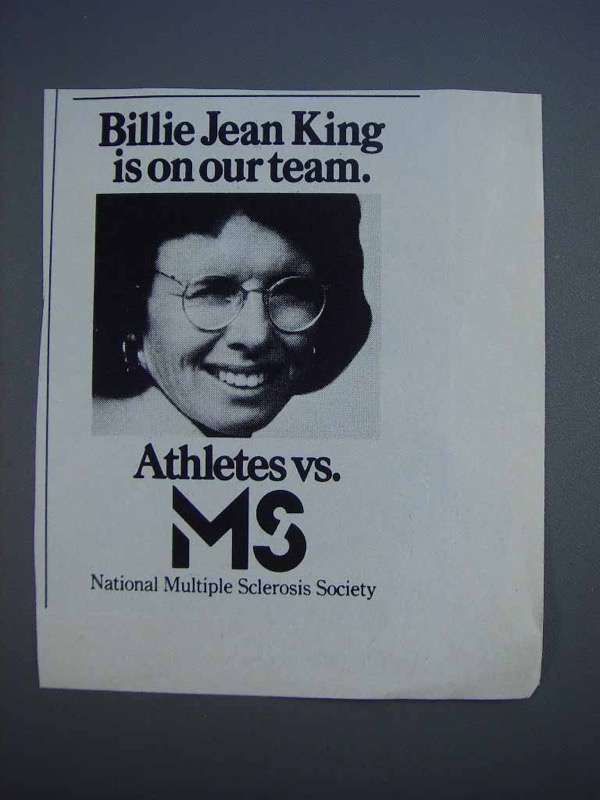 Billie Jean King
is on our team.
Athletes vs.
MS
National Multiple Sclerosis Society